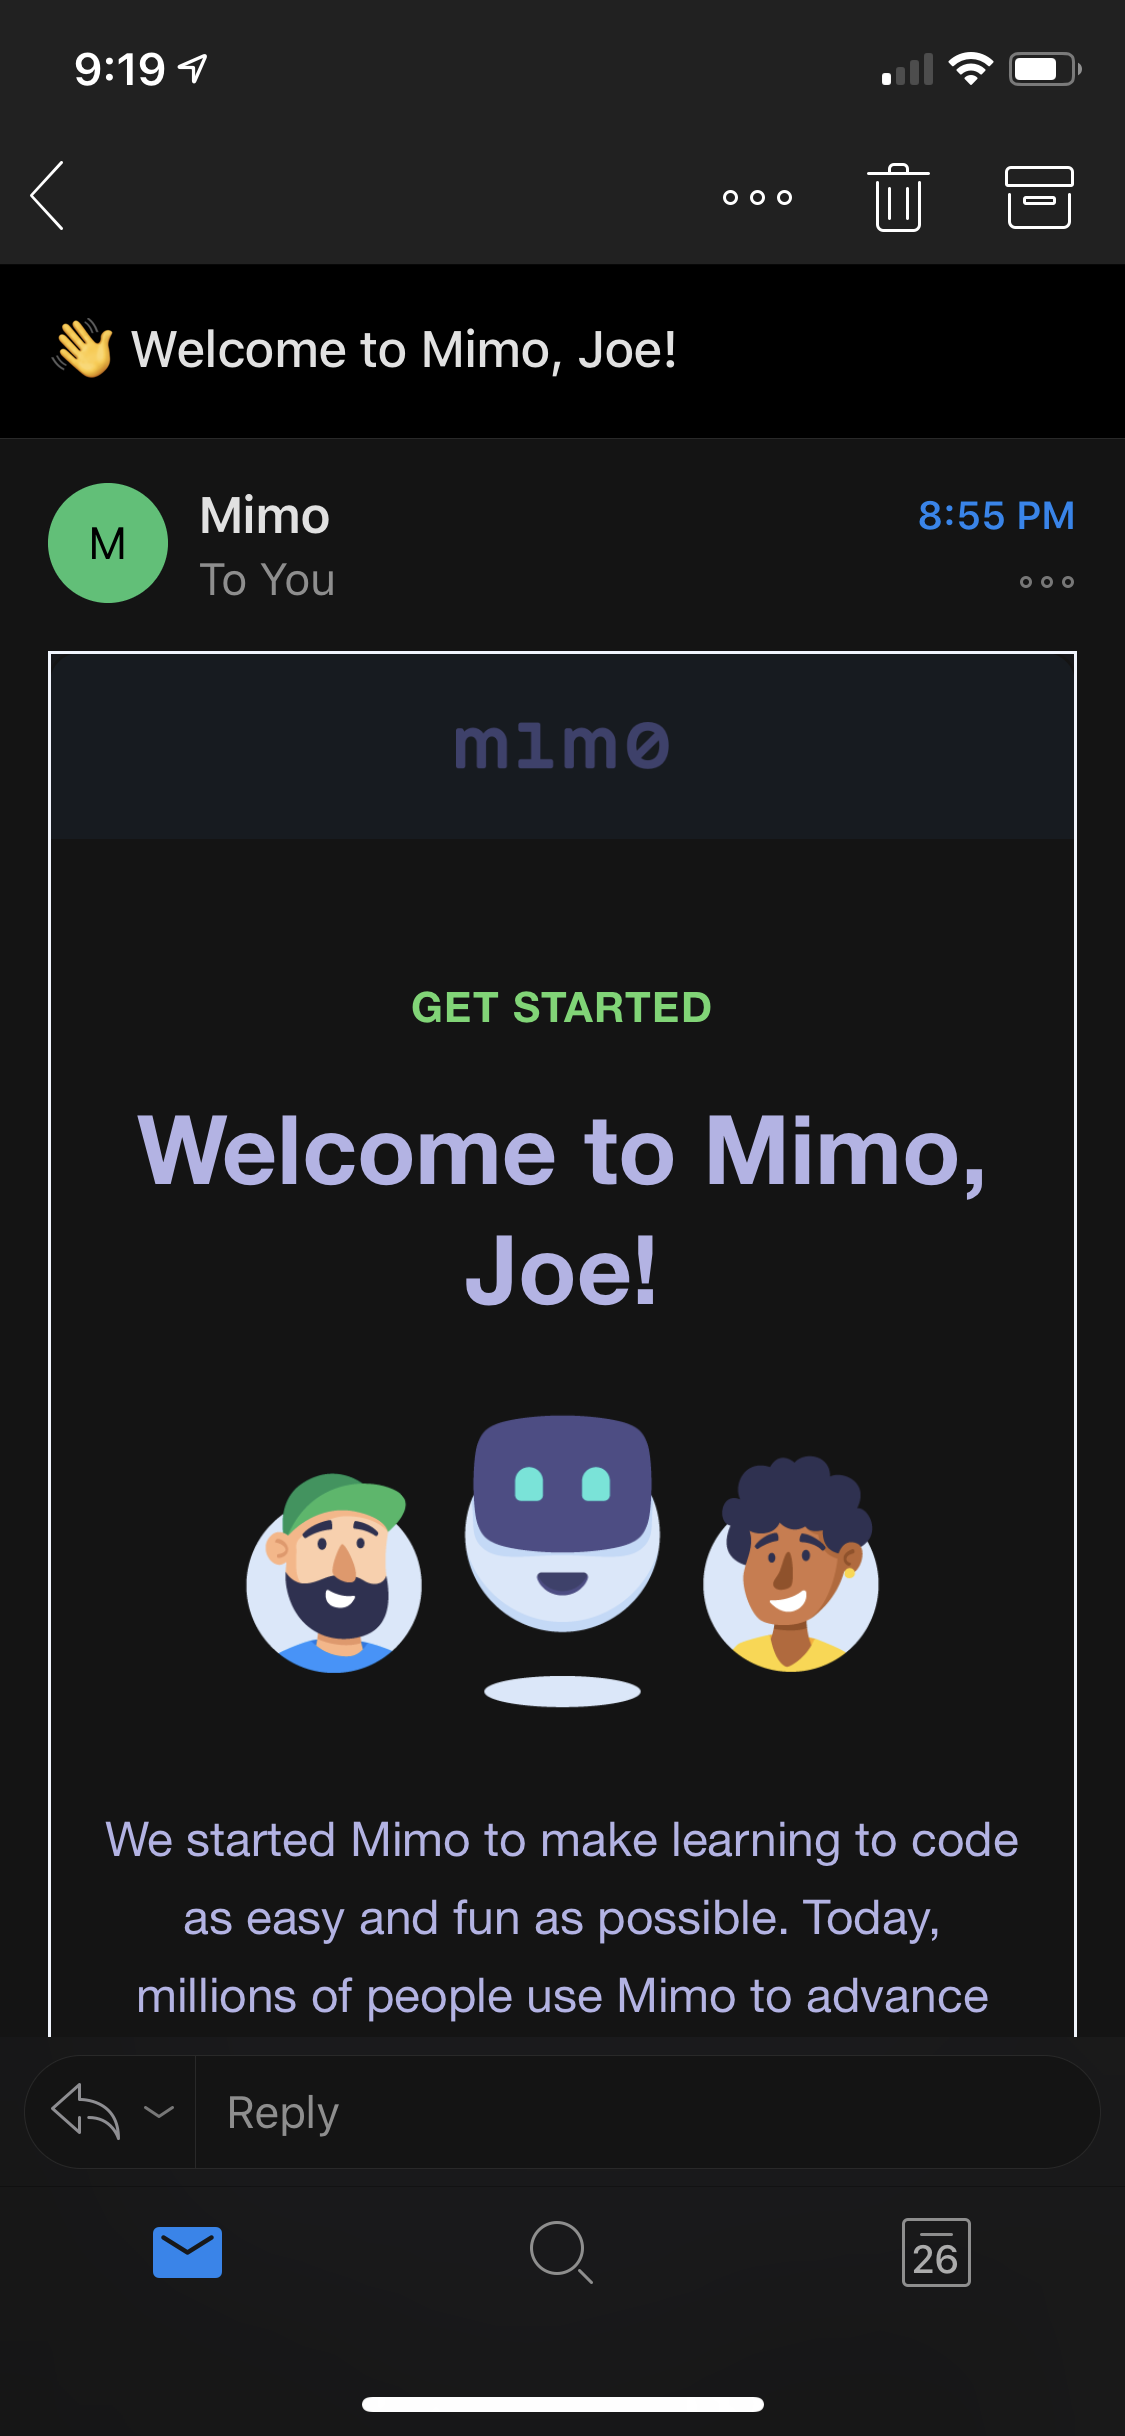 9:19
👋 Welcome to Mimo, Joe!
M
Mimo
8:55 PM
To You
m1m0
GET STARTED
Welcome to Mimo,
Joe!
We started Mimo to make learning to code
as easy and fun as possible. Today,
millions of people use Mimo to advance
Reply
26